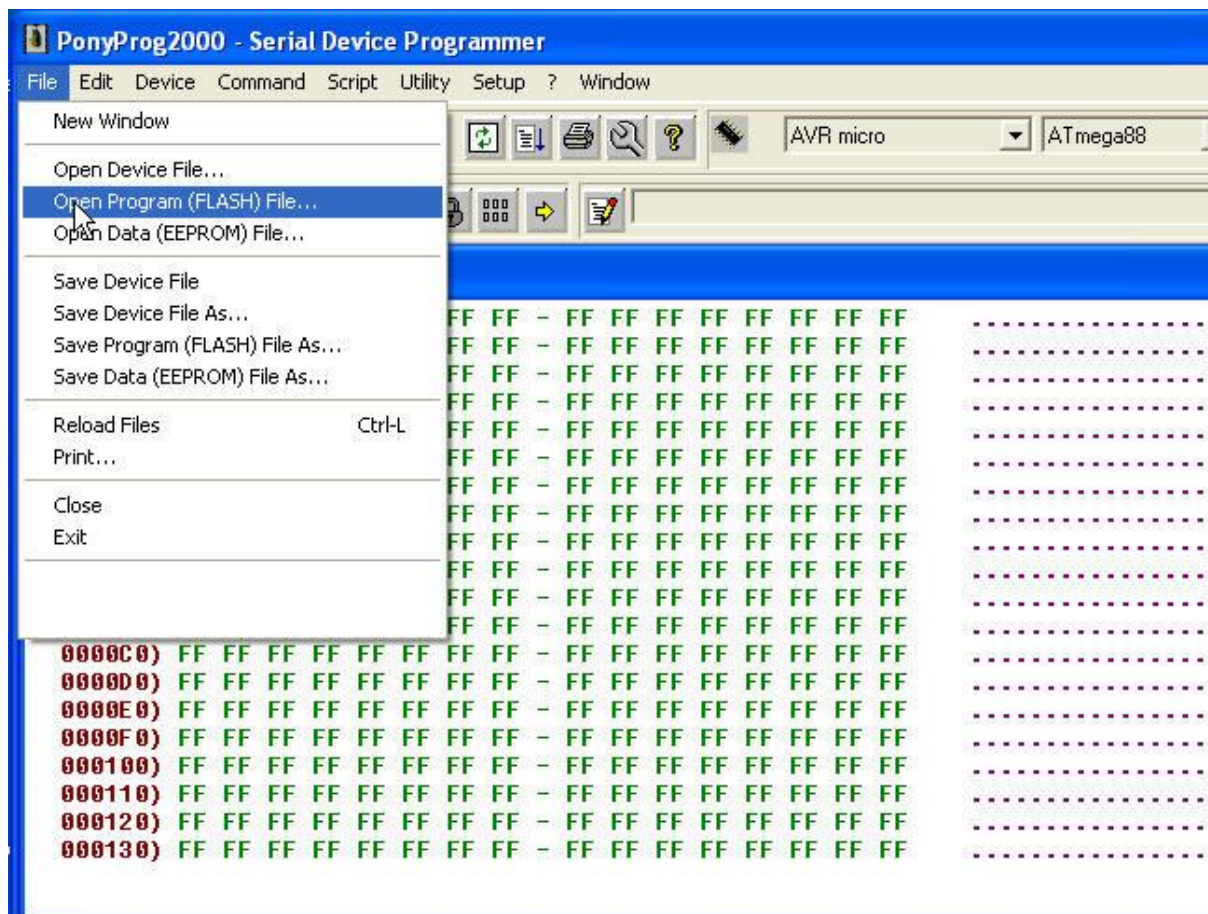 PonyProg2000 - Serial Device Programmer
File Edit Device Command Script Utility Setup ? Window
New Window
AVR micro ATmega88
Open Device File...
Open Program (FLASH) File...
Open Data (EEPROM) File...
Save Device File
Save Device File As...
Save Program (FLASH) File As...
Save Data (EEPROM) File As...
Reload Files Ctrl-L
Print...
Close
Exit
FF FF - FF FF FF FF FF FF FF FF ................
FF FF - FF FF FF FF FF FF FF FF ................
FF FF - FF FF FF FF FF FF FF FF ................
FF FF - FF FF FF FF FF FF FF FF ................
FF FF - FF FF FF FF FF FF FF FF ................
FF FF - FF FF FF FF FF FF FF FF ................
FF FF - FF FF FF FF FF FF FF FF ................
FF FF - FF FF FF FF FF FF FF FF ................
FF FF - FF FF FF FF FF FF FF FF ................
FF FF - FF FF FF FF FF FF FF FF ................
FF FF - FF FF FF FF FF FF FF FF ................
FF FF - FF FF FF FF FF FF FF FF ................
0000C0) FF FF FF FF FF FF FF FF - FF FF FF FF FF FF FF FF ................
0000D0) FF FF FF FF FF FF FF FF - FF FF FF FF FF FF FF FF ................
0000E0) FF FF FF FF FF FF FF FF - FF FF FF FF FF FF FF FF ................
0000F0) FF FF FF FF FF FF FF FF - FF FF FF FF FF FF FF FF ................
000100) FF FF FF FF FF FF FF FF - FF FF FF FF FF FF FF FF ................
000110) FF FF FF FF FF FF FF FF - FF FF FF FF FF FF FF FF ................
000120) FF FF FF FF FF FF FF FF - FF FF FF FF FF FF FF FF ................
000130) FF FF FF FF FF FF FF FF - FF FF FF FF FF FF FF FF ................